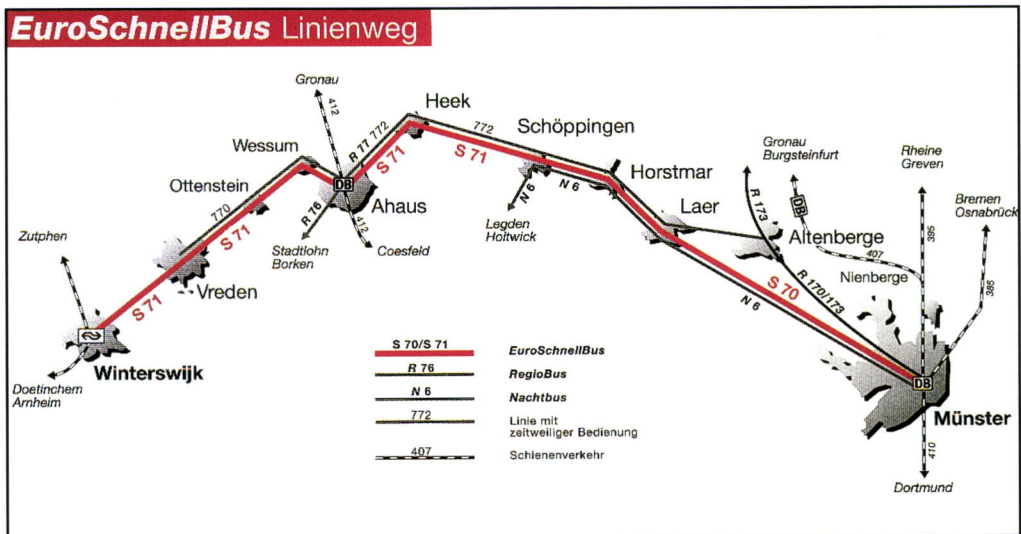 EuroSchnellBus Linienweg
Gronau
412
Heek
R 77 772
772
Schöppingen
Wessum
S 71
S 71
Gronau
Burgsteinfurt
Rheine
Greven
Ottenstein
DB
Horstmar
Bremen
Osnabrück
770
Ahaus
N 6
N 6
R 173
DB
Laer
R 76
412
Legden
Holtwick
Altenberge
395
Zutphen
S 71
Stadtlohn
Borken
Coesfeld
407
Nienberge
385
Vreden
S 70
R 170/173
S 71
N 6
Winterswijk
Doetinchem
Arnheim
DB
Münster
410
Dortmund
S 70/S 71
EuroSchnellBus
R 76
RegioBus
N 6
Nachtbus
772
Linie mit
zeitweiliger Bedienung
407
Schienenverkehr